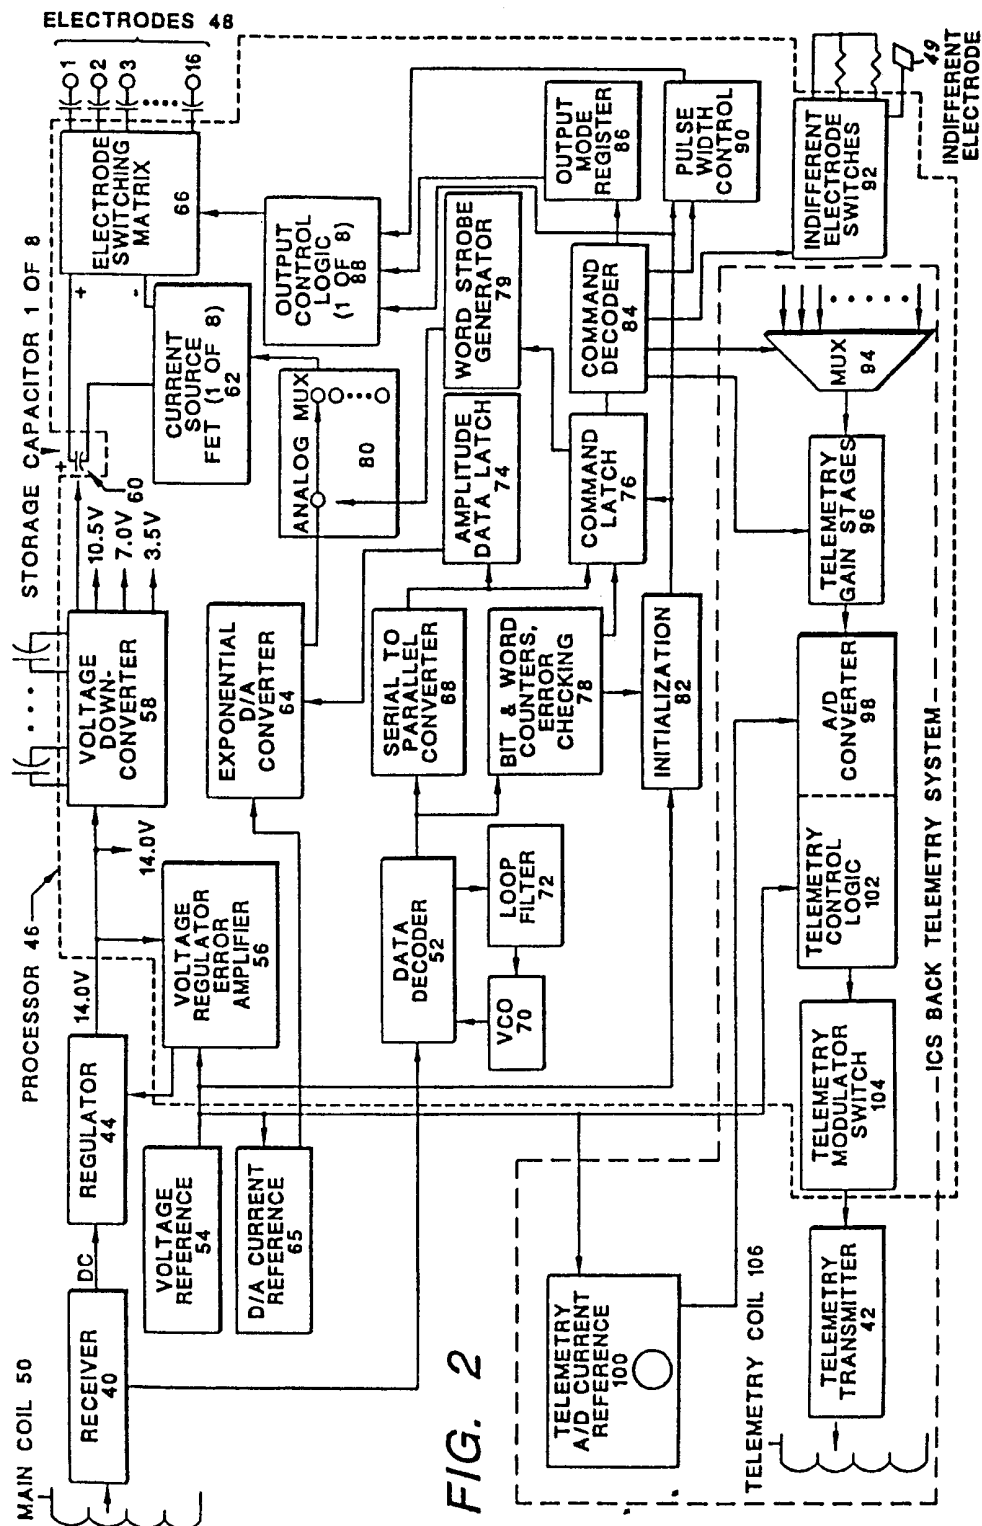 MAIN COIL 50
RECEIVER
40
DC
REGULATOR
44
14.0V
PROCESSOR 46
14.0V
VOLTAGE
DOWN-
CONVERTER
58
10.5V
7.0V
3.5V
STORAGE CAPACITOR 1 OF 8
+
60
+
-
ELECTRODE
SWITCHING
MATRIX
66
ELECTRODES 48
1
2
3
16
VOLTAGE
REFERENCE
54
VOLTAGE
REGULATOR
ERROR
AMPLIFIER
56
D/A CURRENT
REFERENCE
65
EXPONENTIAL
D/A
CONVERTER
64
CURRENT
SOURCE
FET (1 OF 8)
62
ANALOG MUX
80
OUTPUT
CONTROL
LOGIC
(1 OF 8)
88
DATA
DECODER
52
VCO
70
LOOP
FILTER
72
SERIAL TO
PARALLEL
CONVERTER
68
BIT & WORD
COUNTERS,
ERROR
CHECKING
78
INITIALIZATION
82
AMPLITUDE
DATA LATCH
74
COMMAND
LATCH
76
WORD STROBE
GENERATOR
79
COMMAND
DECODER
84
OUTPUT
MODE
REGISTER
86
PULSE
WIDTH
CONTROL
90
INDIFFERENT
ELECTRODE
SWITCHES
92
49
INDIFFERENT
ELECTRODE
FIG. 2
TELEMETRY
A/D CURRENT
REFERENCE
100
TELEMETRY COIL 106
TELEMETRY
TRANSMITTER
42
TELEMETRY
MODULATOR
SWITCH
104
TELEMETRY
CONTROL
LOGIC
102
A/D
CONVERTER
98
TELEMETRY
GAIN STAGES
96
MUX
94
ICS BACK TELEMETRY SYSTEM